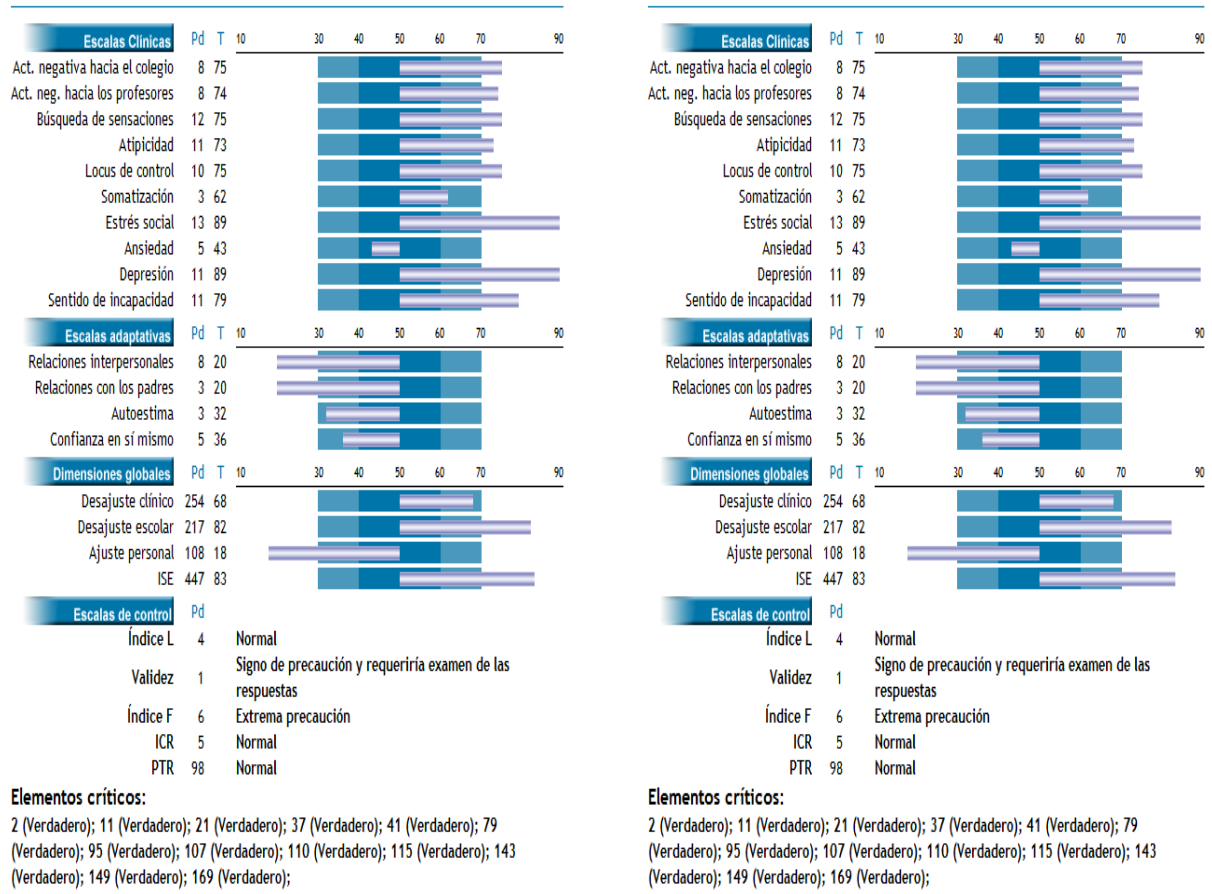 Escalas Clínicas Pd T 10 30 40 50 60 70 90
Act. negativa hacia el colegio 8 75
Act. neg. hacia los profesores 8 74
Búsqueda de sensaciones 12 75
Atipicidad 11 73
Locus de control 10 75
Somatización 3 62
Estrés social 13 89
Ansiedad 5 43
Depresión 11 89
Sentido de incapacidad 11 79
Escalas adaptativas Pd T 10 30 40 50 60 70 90
Relaciones interpersonales 8 20
Relaciones con los padres 3 20
Autoestima 3 32
Confianza en sí mismo 5 36
Dimensiones globales Pd T 10 30 40 50 60 70 90
Desajuste clínico 254 68
Desajuste escolar 217 82
Ajuste personal 108 18
ISE 447 83
Escalas de control Pd
Índice L 4 Normal
Validez 1 Signo de precaución y requeriría examen de las
respuestas
Índice F 6 Extrema precaución
ICR 5 Normal
PTR 98 Normal
Elementos críticos:
2 (Verdadero); 11 (Verdadero); 21 (Verdadero); 37 (Verdadero); 41 (Verdadero); 79
(Verdadero); 95 (Verdadero); 107 (Verdadero); 110 (Verdadero); 115 (Verdadero); 143
(Verdadero); 149 (Verdadero); 169 (Verdadero);
Escalas Clínicas Pd T 10 30 40 50 60 70 90
Act. negativa hacia el colegio 8 75
Act. neg. hacia los profesores 8 74
Búsqueda de sensaciones 12 75
Atipicidad 11 73
Locus de control 10 75
Somatización 3 62
Estrés social 13 89
Ansiedad 5 43
Depresión 11 89
Sentido de incapacidad 11 79
Escalas adaptativas Pd T 10 30 40 50 60 70 90
Relaciones interpersonales 8 20
Relaciones con los padres 3 20
Autoestima 3 32
Confianza en sí mismo 5 36
Dimensiones globales Pd T 10 30 40 50 60 70 90
Desajuste clínico 254 68
Desajuste escolar 217 82
Ajuste personal 108 18
ISE 447 83
Escalas de control Pd
Índice L 4 Normal
Validez 1 Signo de precaución y requeriría examen de las
respuestas
Índice F 6 Extrema precaución
ICR 5 Normal
PTR 98 Normal
Elementos críticos:
2 (Verdadero); 11 (Verdadero); 21 (Verdadero); 37 (Verdadero); 41 (Verdadero); 79
(Verdadero); 95 (Verdadero); 107 (Verdadero); 110 (Verdadero); 115 (Verdadero); 143
(Verdadero); 149 (Verdadero); 169 (Verdadero);